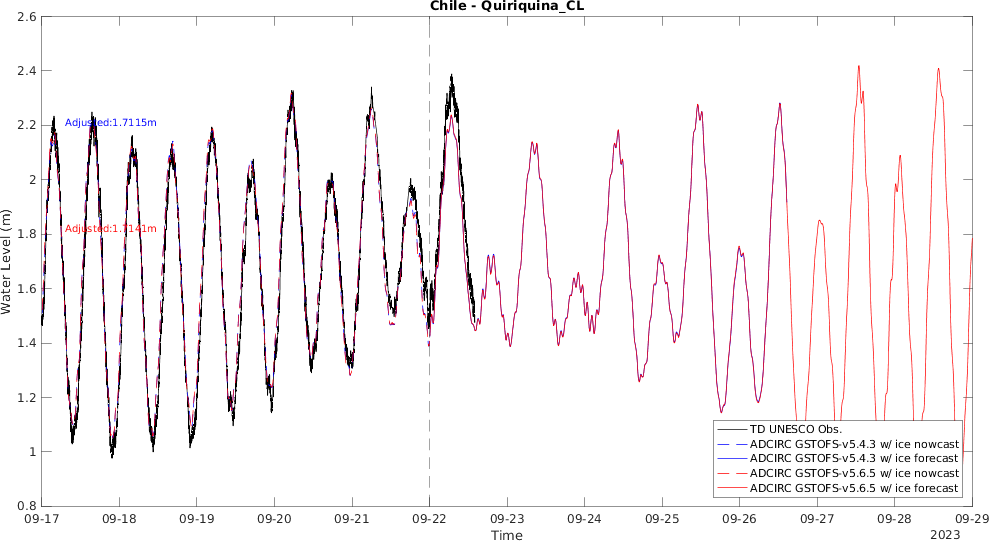 Chile - Quiriquina_CL
Water Level (m)
2.6
2.4
2.2
2
1.8
1.6
1.4
1.2
1
0.8
Adjusted:1.7115m
Adjusted:1.7141m
TD UNESCO Obs.
ADCIRC GSTOFS-v5.4.3 w/ ice nowcast
ADCIRC GSTOFS-v5.4.3 w/ ice forecast
ADCIRC GSTOFS-v5.6.5 w/ ice nowcast
ADCIRC GSTOFS-v5.6.5 w/ ice forecast
09-17 09-18 09-19 09-20 09-21 09-22 09-23 09-24 09-25 09-26 09-27 09-28 09-29
Time
2023